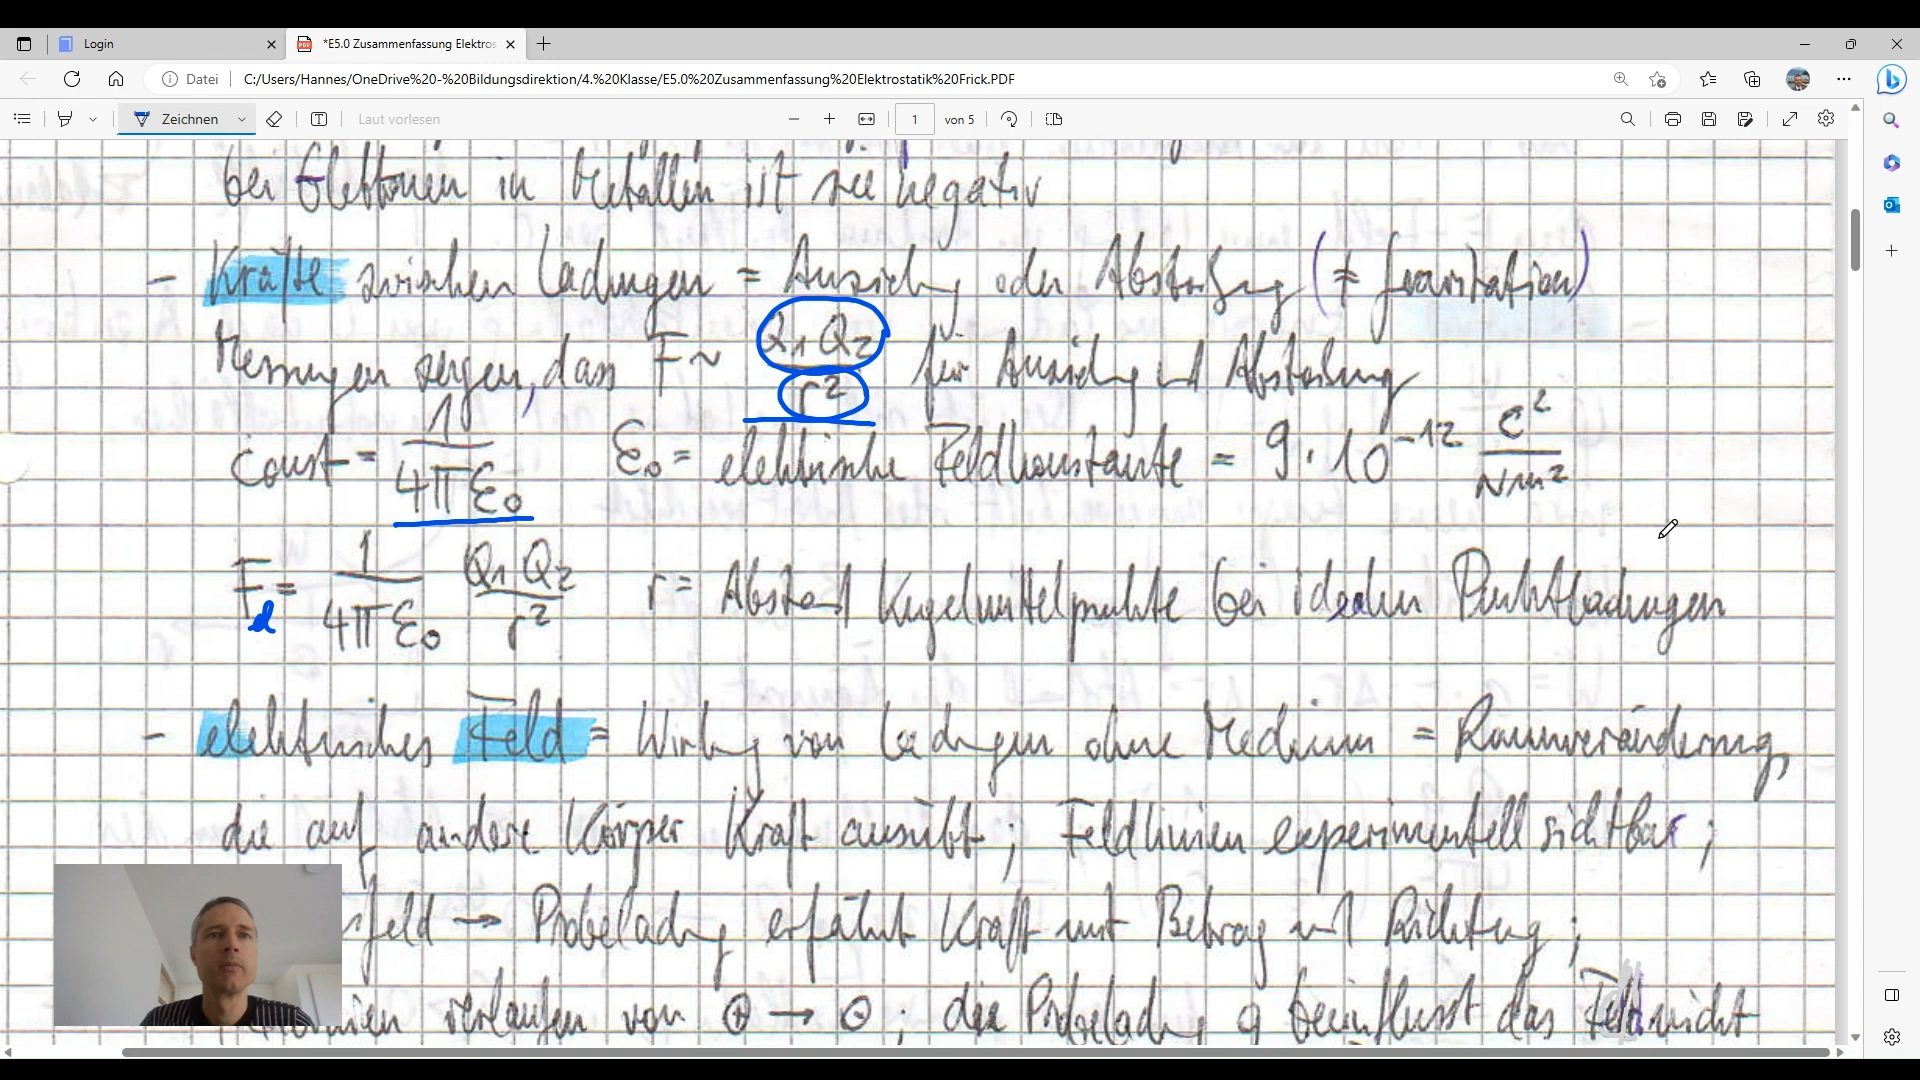 Login
*E5.0 Zusammenfassung Elektros
Datei
C:/Users/Hannes/OneDrive%20-%20Bildungsdirektion/4.%20Klasse/E5.0%20Zusammenfassung%20Elektrostatik%20Frick.PDF
Zeichnen
Laut vorlesen
1 von 5
bei Elektronen in Metallen ist sie negativ
- Kräfte zwischen Ladungen = Anziehung oder Abstoßung (≠ Gravitation)
Messungen zeigen, dass F ~ Q₁ Q₂ / r² für Anziehung und Abstoßung
const = 1 / 4πε₀ ε₀ = elektrische Feldkonstante = 9 · 10⁻¹² C² / Nm²
F = 1 / 4πε₀ Q₁ Q₂ / r² r = Abstand Kugelmittelpunkte bei idealen Punktladungen
el
- elektrisches Feld = Wirkung von Ladungen ohne Medium = Raumveränderung,
die auf andere Körper Kraft ausübt ; Feldlinien experimentell sichtbar ;
feld → Probeladung erfährt Kraft mit Betrag und Richtung ;
verlaufen von ⊕ → ⊖ ; die Probeladung q beeinflusst das Feld nicht